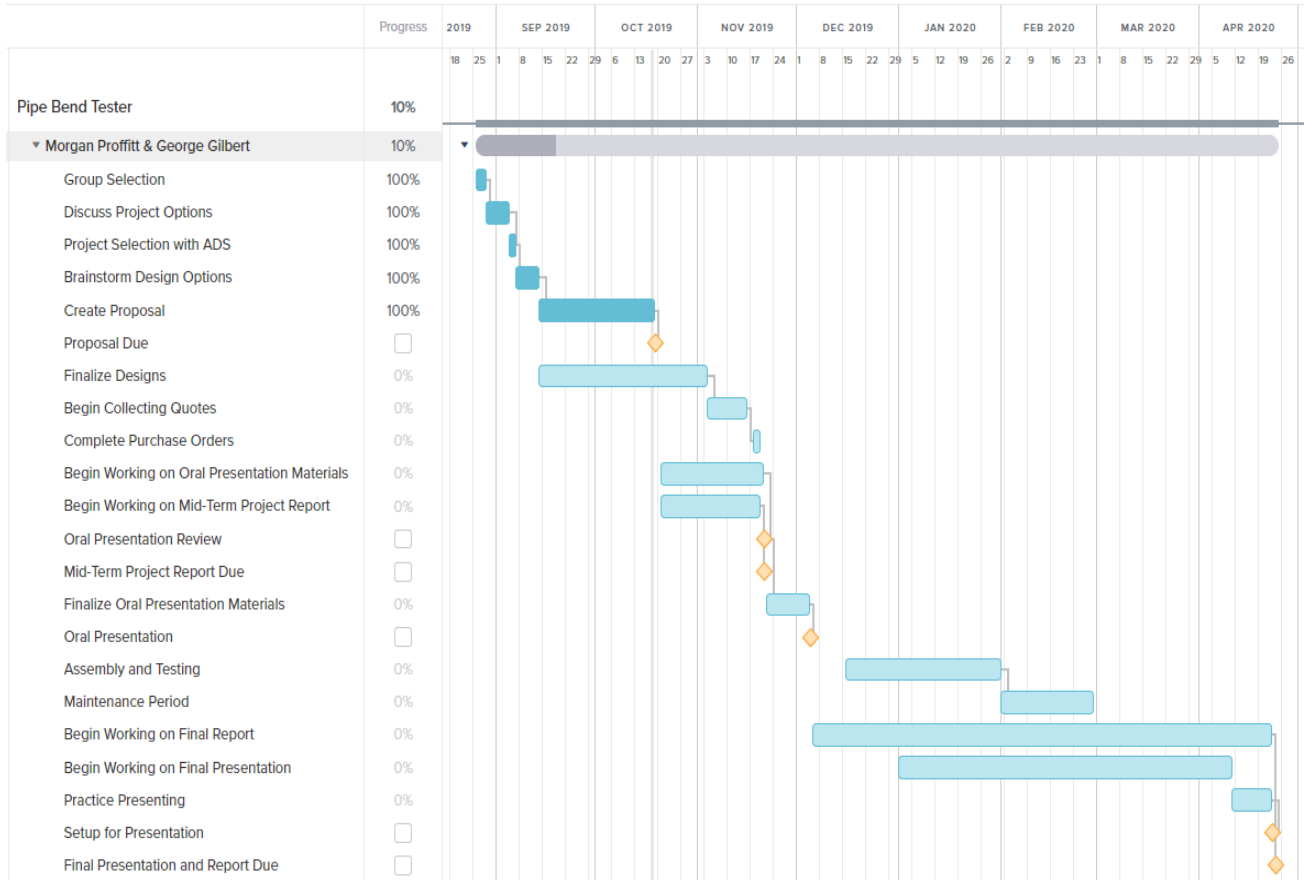 Progress 2019 SEP 2019 OCT 2019 NOV 2019 DEC 2019 JAN 2020 FEB 2020 MAR 2020 APR 2020
18 25 1 8 15 22 29 6 13 20 27 3 10 17 24 1 8 15 22 29 5 12 19 26 2 9 16 23 1 8 15 22 29 5 12 19 26
Pipe Bend Tester 10%
Morgan Proffitt & George Gilbert 10%
Group Selection 100%
Discuss Project Options 100%
Project Selection with ADS 100%
Brainstorm Design Options 100%
Create Proposal 100%
Proposal Due
Finalize Designs 0%
Begin Collecting Quotes 0%
Complete Purchase Orders 0%
Begin Working on Oral Presentation Materials 0%
Begin Working on Mid-Term Project Report 0%
Oral Presentation Review
Mid-Term Project Report Due
Finalize Oral Presentation Materials 0%
Oral Presentation
Assembly and Testing 0%
Maintenance Period 0%
Begin Working on Final Report 0%
Begin Working on Final Presentation 0%
Practice Presenting 0%
Setup for Presentation
Final Presentation and Report Due